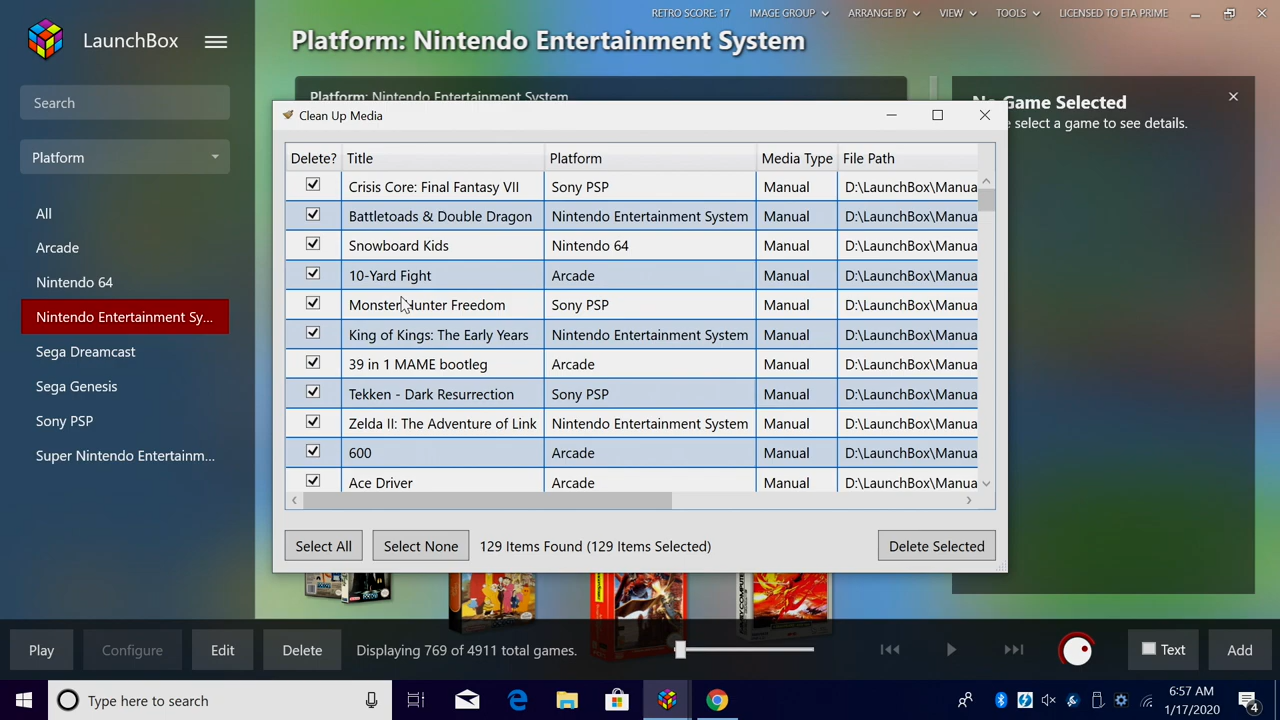 RETRO SCORE: 17 IMAGE GROUP ARRANGE BY VIEW TOOLS LICENSED TO ETA PRIME
LaunchBox
Platform: Nintendo Entertainment System
Search
Platform
All
Arcade
Nintendo 64
Nintendo Entertainment Sy...
Sega Dreamcast
Sega Genesis
Sony PSP
Super Nintendo Entertainm...
Platform: Nintendo Entertainment System
No Game Selected
select a game to see details.
Clean Up Media
Delete? Title Platform Media Type File Path
Crisis Core: Final Fantasy VII Sony PSP Manual D:\LaunchBox\Manua
Battletoads & Double Dragon Nintendo Entertainment System Manual D:\LaunchBox\Manua
Snowboard Kids Nintendo 64 Manual D:\LaunchBox\Manua
10-Yard Fight Arcade Manual D:\LaunchBox\Manua
Monster Hunter Freedom Sony PSP Manual D:\LaunchBox\Manua
King of Kings: The Early Years Nintendo Entertainment System Manual D:\LaunchBox\Manua
39 in 1 MAME bootleg Arcade Manual D:\LaunchBox\Manua
Tekken - Dark Resurrection Sony PSP Manual D:\LaunchBox\Manua
Zelda II: The Adventure of Link Nintendo Entertainment System Manual D:\LaunchBox\Manua
600 Arcade Manual D:\LaunchBox\Manua
Ace Driver Arcade Manual D:\LaunchBox\Manua
Select All Select None 129 Items Found (129 Items Selected) Delete Selected
Play Configure Edit Delete Displaying 769 of 4911 total games. Text Add
Type here to search
6:57 AM
1/17/2020
4